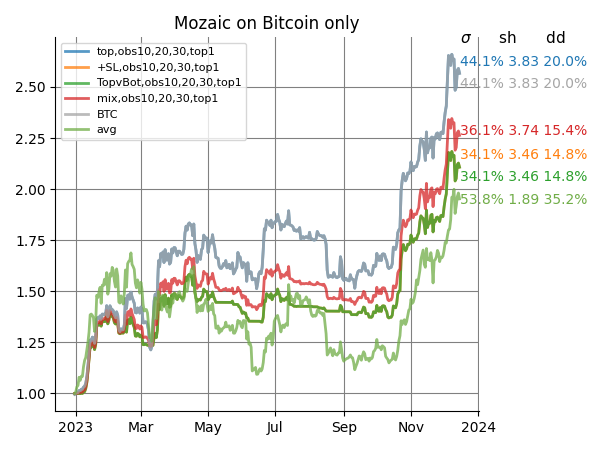 Mozaic on Bitcoin only
σ sh dd
top,obs10,20,30,top1
+SL,obs10,20,30,top1
TopvBot,obs10,20,30,top1
mix,obs10,20,30,top1
BTC
avg
44.1% 3.83 20.0%
44.1% 3.83 20.0%
36.1% 3.74 15.4%
34.1% 3.46 14.8%
34.1% 3.46 14.8%
53.8% 1.89 35.2%
2.50
2.25
2.00
1.75
1.50
1.25
1.00
2023 Mar May Jul Sep Nov 2024